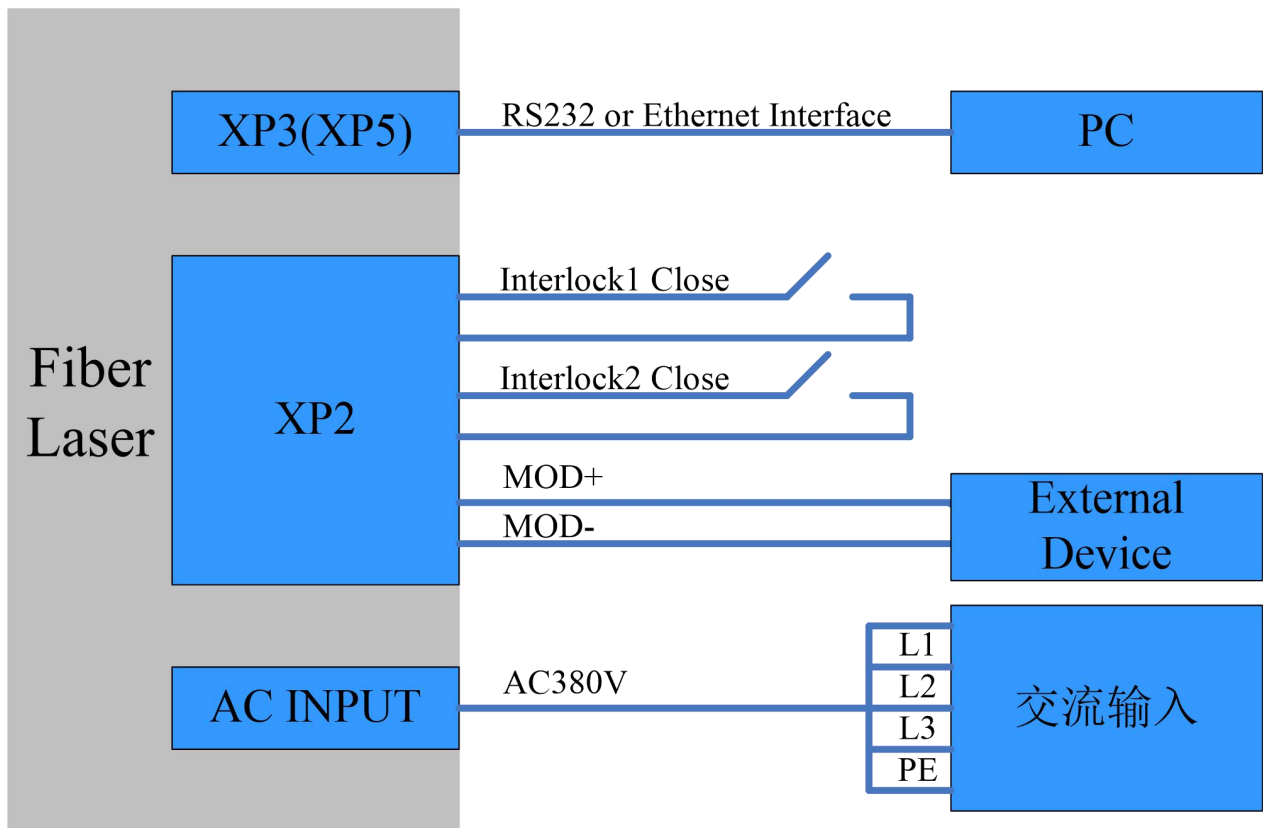 XP3(XP5)
RS232 or Ethernet Interface
PC
Interlock1 Close
Fiber
Laser
XP2
Interlock2 Close
MOD+
MOD-
External
Device
AC INPUT
AC380V
L1
L2
L3
PE
交流输入